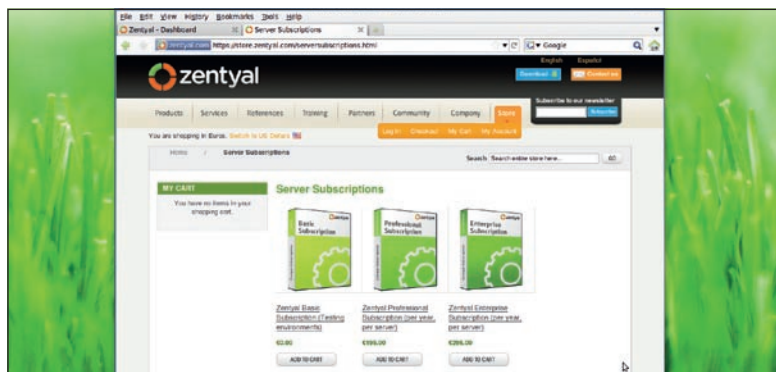 File Edit View History Bookmarks Tools Help
Zentyal - Dashboard
Server Subscriptions
zentyal.com https://store.zentyal.com/serversubscriptions.html
Google
English Español
zentyal
Download
Contact us
Products Services References Training Partners Community Company Store
Subscribe to our newsletter
Subscribe
You are shopping in Euros. Switch to US Dollars
Log In Checkout My Cart My Account
Home / Server Subscriptions
Search Search entire store here... GO
MY CART
You have no items in your
shopping cart.
Server Subscriptions
zentyal
Basic
Subscription
zentyal
Professional
Subscription
zentyal
Enterprise
Subscription
Zentyal Basic
Subscription (Testing
environments)
€0.00
ADD TO CART
Zentyal Professional
Subscription (per year,
per server)
ADD TO CART
Zentyal Enterprise
Subscription (per year,
per server)
ADD TO CART